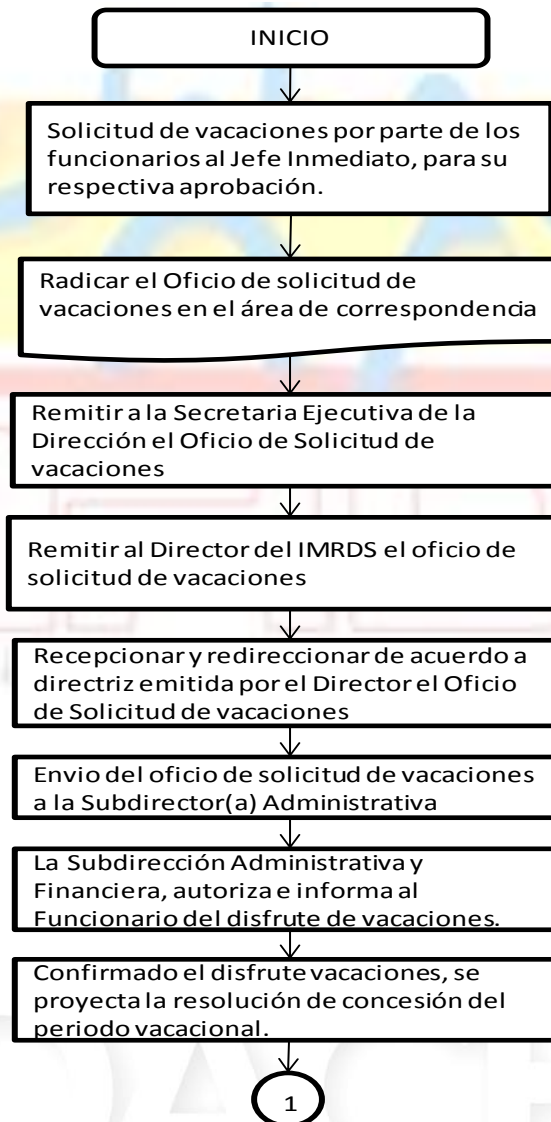 INICIO
Solicitud de vacaciones por parte de los
funcionarios al Jefe Inmediato, para su
respectiva aprobación.
Radicar el Oficio de solicitud de
vacaciones en el área de correspondencia
Remitir a la Secretaria Ejecutiva de la
Dirección el Oficio de Solicitud de
vacaciones
Remitir al Director del IMRDS el oficio de
solicitud de vacaciones
Recepcionar y redireccionar de acuerdo a
directriz emitida por el Director el Oficio
de Solicitud de vacaciones
Envio del oficio de solicitud de vacaciones
a la Subdirector(a) Administrativa
La Subdirección Administrativa y
Financiera, autoriza e informa al
Funcionario del disfrute de vacaciones.
Confirmado el disfrute vacaciones, se
proyecta la resolución de concesión del
periodo vacacional.
1